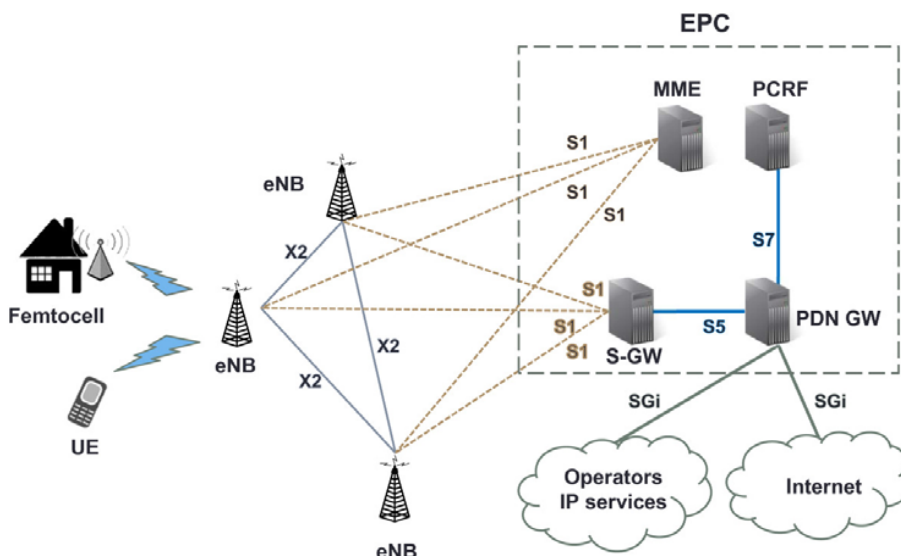 EPC
MME
PCRF
S1
eNB
S1
S1
X2
S7
Femtocell
eNB
X2
X2
S1
S1
S1
S-GW
S5
PDN GW
UE
SGi
SGi
Operators
IP services
Internet
eNB